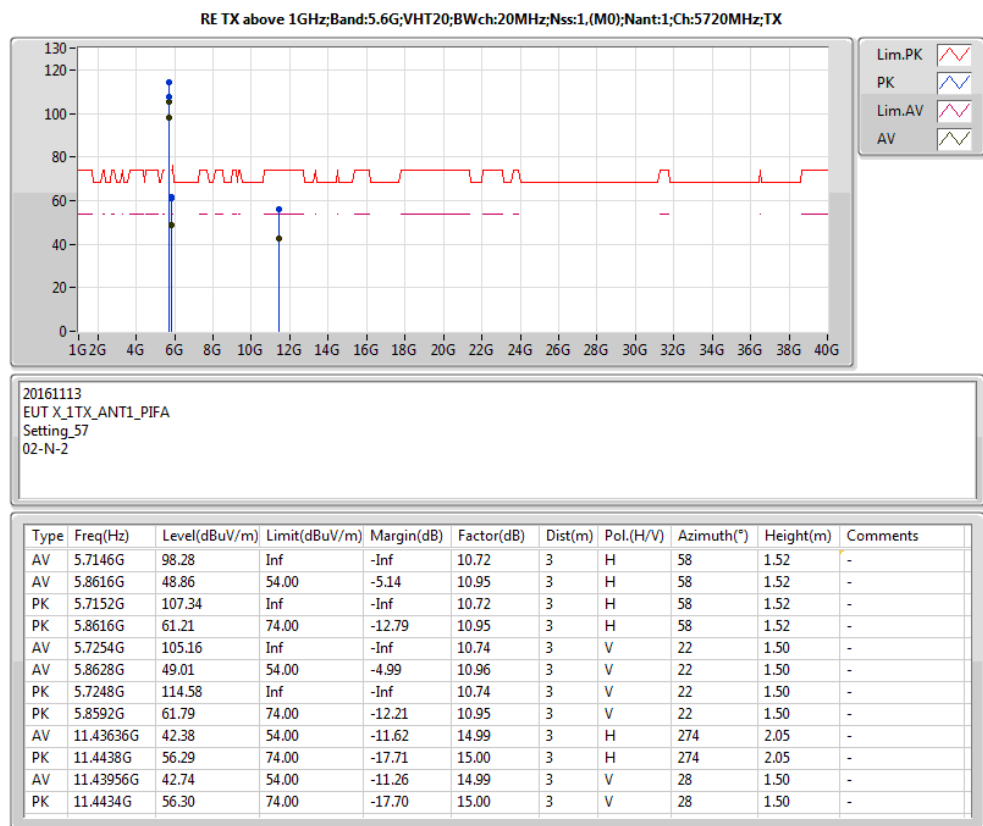 RE TX above 1GHz;Band:5.6G;VHT20;BWch:20MHz;Nss:1,(M0);Nant:1;Ch:5720MHz;TX
130
120
100
80
60
40
20
0
1G 2G 4G 6G 8G 10G 12G 14G 16G 18G 20G 22G 24G 26G 28G 30G 32G 34G 36G 38G 40G
Lim.PK
PK
Lim.AV
AV
20161113
EUT X_1TX_ANT1_PIFA
Setting_57
02-N-2
Type Freq(Hz) Level(dBuV/m) Limit(dBuV/m) Margin(dB) Factor(dB) Dist(m) Pol.(H/V) Azimuth(°) Height(m) Comments
AV 5.7146G 98.28 Inf -Inf 10.72 3 H 58 1.52 -
AV 5.8616G 48.86 54.00 -5.14 10.95 3 H 58 1.52 -
PK 5.7152G 107.34 Inf -Inf 10.72 3 H 58 1.52 -
PK 5.8616G 61.21 74.00 -12.79 10.95 3 H 58 1.52 -
AV 5.7254G 105.16 Inf -Inf 10.74 3 V 22 1.50 -
AV 5.8628G 49.01 54.00 -4.99 10.96 3 V 22 1.50 -
PK 5.7248G 114.58 Inf -Inf 10.74 3 V 22 1.50 -
PK 5.8592G 61.79 74.00 -12.21 10.95 3 V 22 1.50 -
AV 11.43636G 42.38 54.00 -11.62 14.99 3 H 274 2.05 -
PK 11.4438G 56.29 74.00 -17.71 15.00 3 H 274 2.05 -
AV 11.43956G 42.74 54.00 -11.26 14.99 3 V 28 1.50 -
PK 11.4434G 56.30 74.00 -17.70 15.00 3 V 28 1.50 -